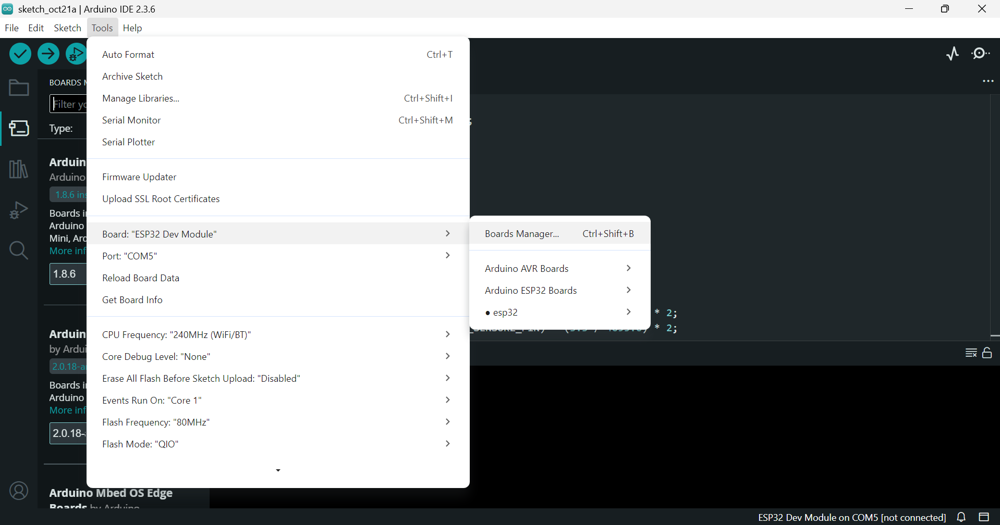 sketch_oct21a | Arduino IDE 2.3.6
File Edit Sketch Tools Help
Auto Format Ctrl+T
Archive Sketch
Manage Libraries... Ctrl+Shift+I
Serial Monitor Ctrl+Shift+M
Serial Plotter
Firmware Updater
Upload SSL Root Certificates
Board: "ESP32 Dev Module"
Port: "COM5"
Reload Board Data
Get Board Info
CPU Frequency: "240MHz (WiFi/BT)"
Core Debug Level: "None"
Erase All Flash Before Sketch Upload: "Disabled"
Events Run On: "Core 1"
Flash Frequency: "80MHz"
Flash Mode: "QIO"
Boards Manager... Ctrl+Shift+B
Arduino AVR Boards
Arduino ESP32 Boards
● esp32
BOARDS M
Filter yo
Type:
Arduin
Arduino
1.8.6 ins
Boards i
Arduino
Mini, Ard
More inf
1.8.6
Arduin
by Ardui
2.0.18-a
Boards i
Arduino
More inf
2.0.18-
Arduino Mbed OS Edge
Boards by Arduino
;
* 2;
* 2;
ESP32 Dev Module on COM5 [not connected]